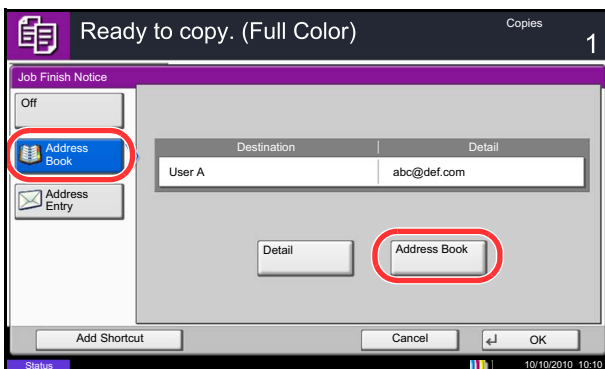 Ready to copy. (Full Color)
Copies
1
Job Finish Notice
Off
Address
Book
Address
Entry
Destination
Detail
User A
abc@def.com
Detail
Address Book
Add Shortcut
Cancel
OK
Status
10/10/2010 10:10